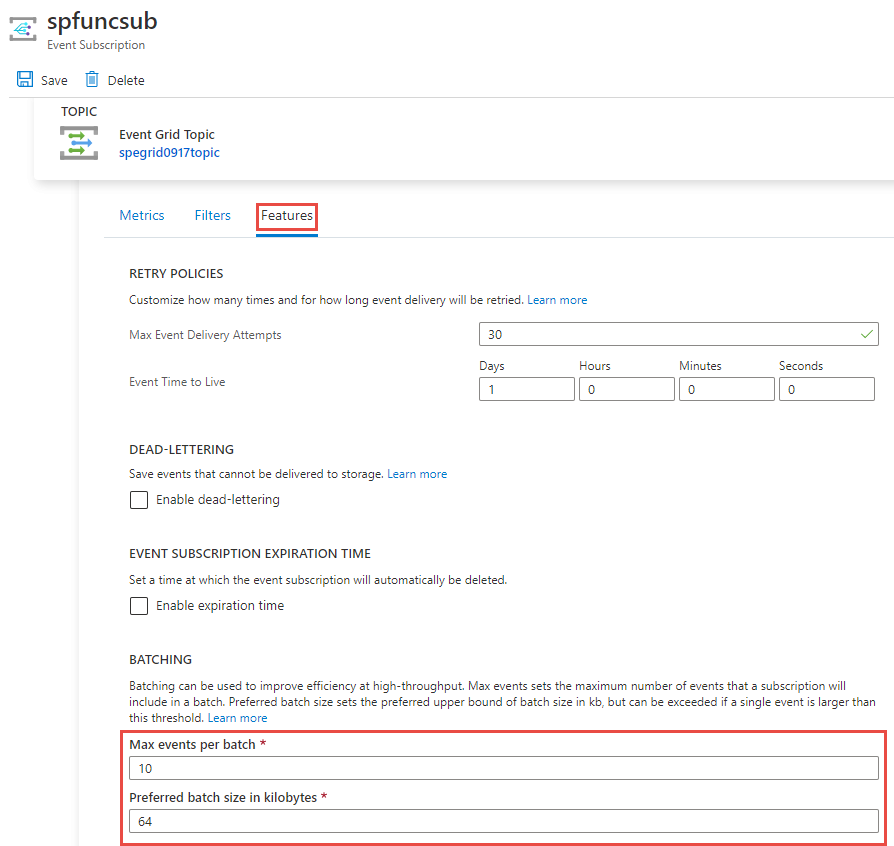 spfuncsub
Event Subscription
Save Delete
TOPIC
Event Grid Topic
spegrid0917topic
Metrics Filters Features
RETRY POLICIES
Customize how many times and for how long event delivery will be retried. Learn more
Max Event Delivery Attempts 30
Days Hours Minutes Seconds
Event Time to Live 1 0 0 0
DEAD-LETTERING
Save events that cannot be delivered to storage. Learn more
Enable dead-lettering
EVENT SUBSCRIPTION EXPIRATION TIME
Set a time at which the event subscription will automatically be deleted.
Enable expiration time
BATCHING
Batching can be used to improve efficiency at high-throughput. Max events sets the maximum number of events that a subscription will
include in a batch. Preferred batch size sets the preferred upper bound of batch size in kb, but can be exceeded if a single event is larger than
this threshold. Learn more
Max events per batch *
10
Preferred batch size in kilobytes *
64